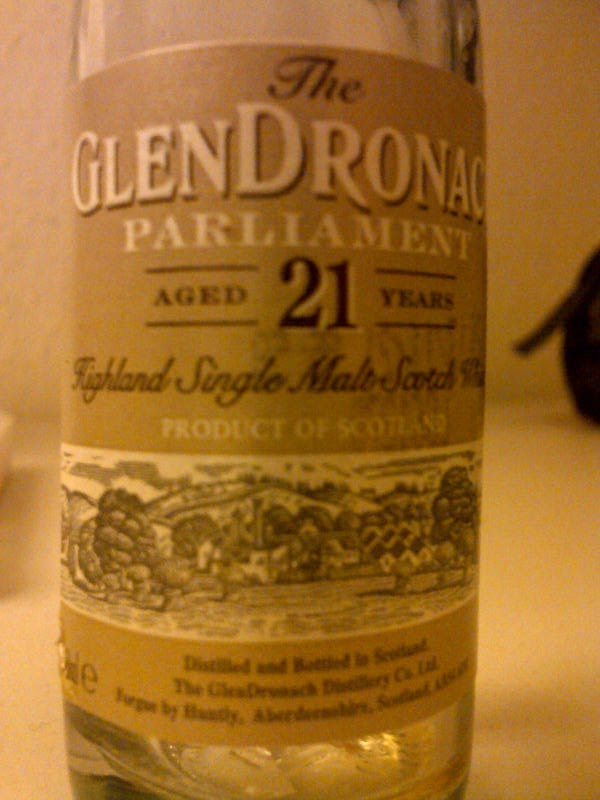 The
GLENDRONAC
PARLIAMENT
AGED 21 YEARS
Highland Single Malt Scotch
PRODUCT OF SCOTLAND
e
Distilled and Bottled in Scotland.
The GlenDronach Distillery Co. Ltd.
Forgue by Huntly, Aberdeenshire, Scotland,